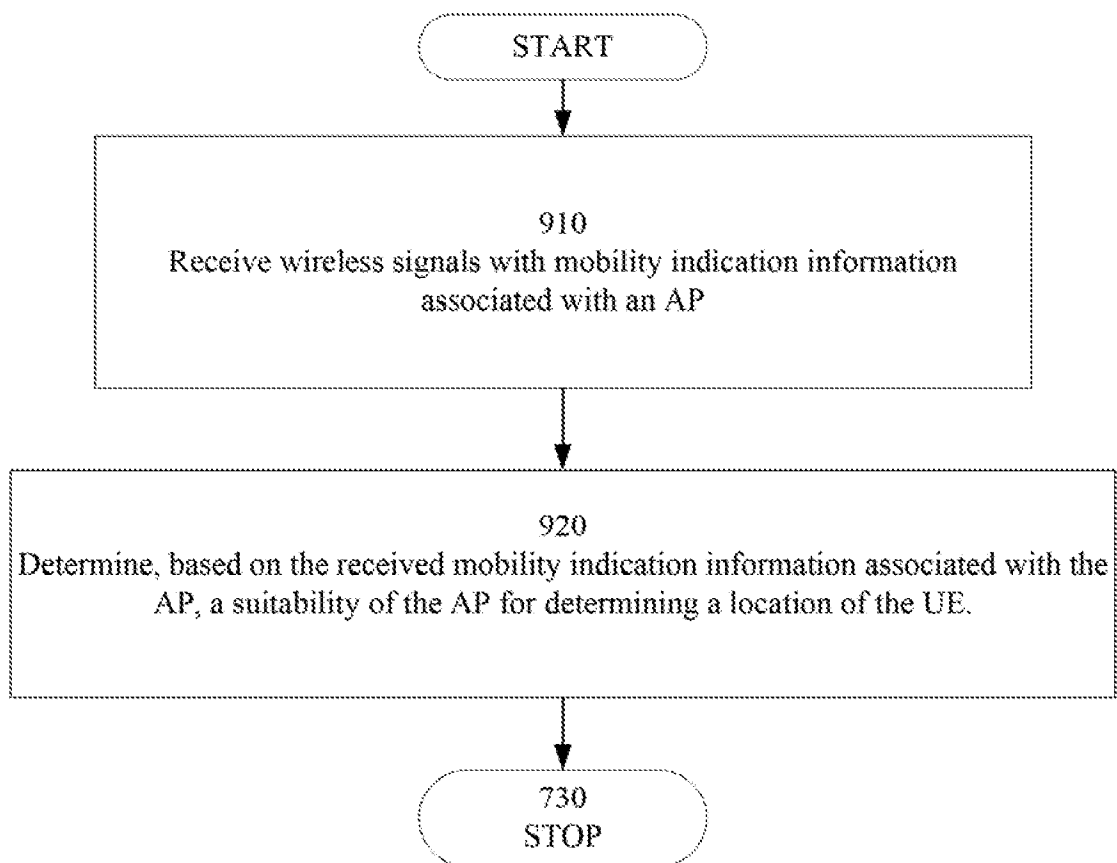 START
910
Receive wireless signals with mobility indication information
associated with an AP
920
Determine, based on the received mobility indication information associated with the
AP, a suitability of the AP for determining a location of the UE.
730
STOP